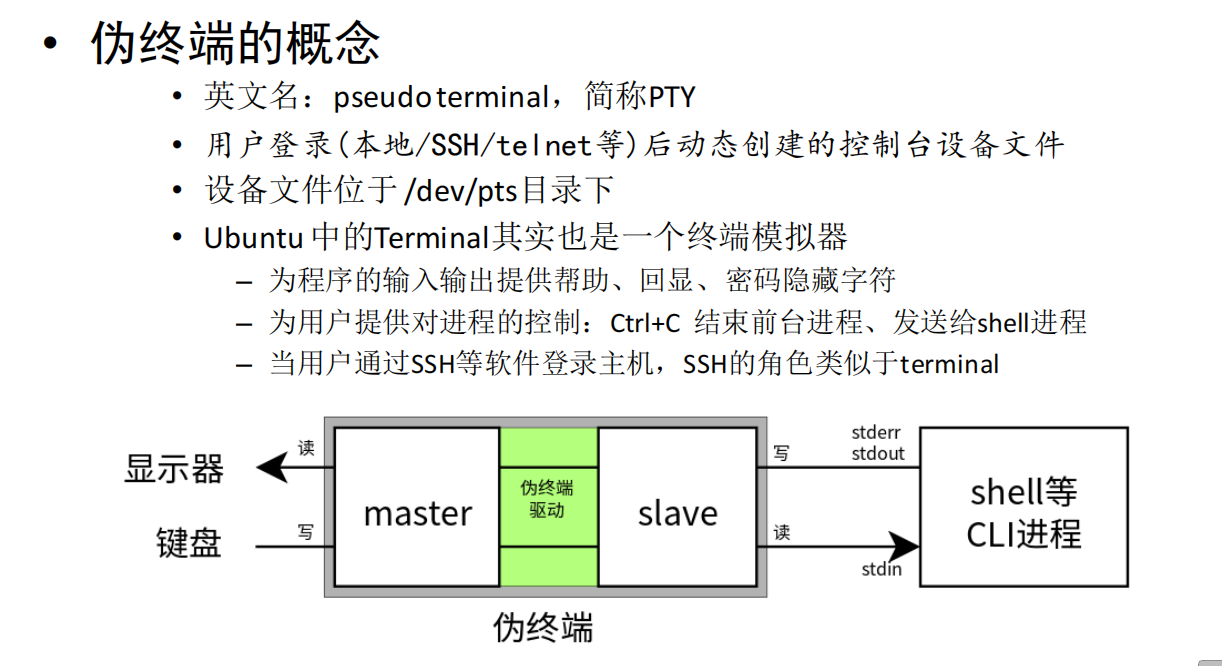 • 伪终端的概念
• 英文名：pseudo terminal，简称PTY
• 用户登录(本地/SSH/telnet等)后动态创建的控制台设备文件
• 设备文件位于 /dev/pts目录下
• Ubuntu 中的Terminal其实也是一个终端模拟器
– 为程序的输入输出提供帮助、回显、密码隐藏字符
– 为用户提供对进程的控制：Ctrl+C 结束前台进程、发送给shell进程
– 当用户通过SSH等软件登录主机，SSH的角色类似于terminal
显示器
读
键盘
写
master
伪终端
驱动
slave
写
stderr
stdout
读
stdin
shell等
CLI进程
伪终端